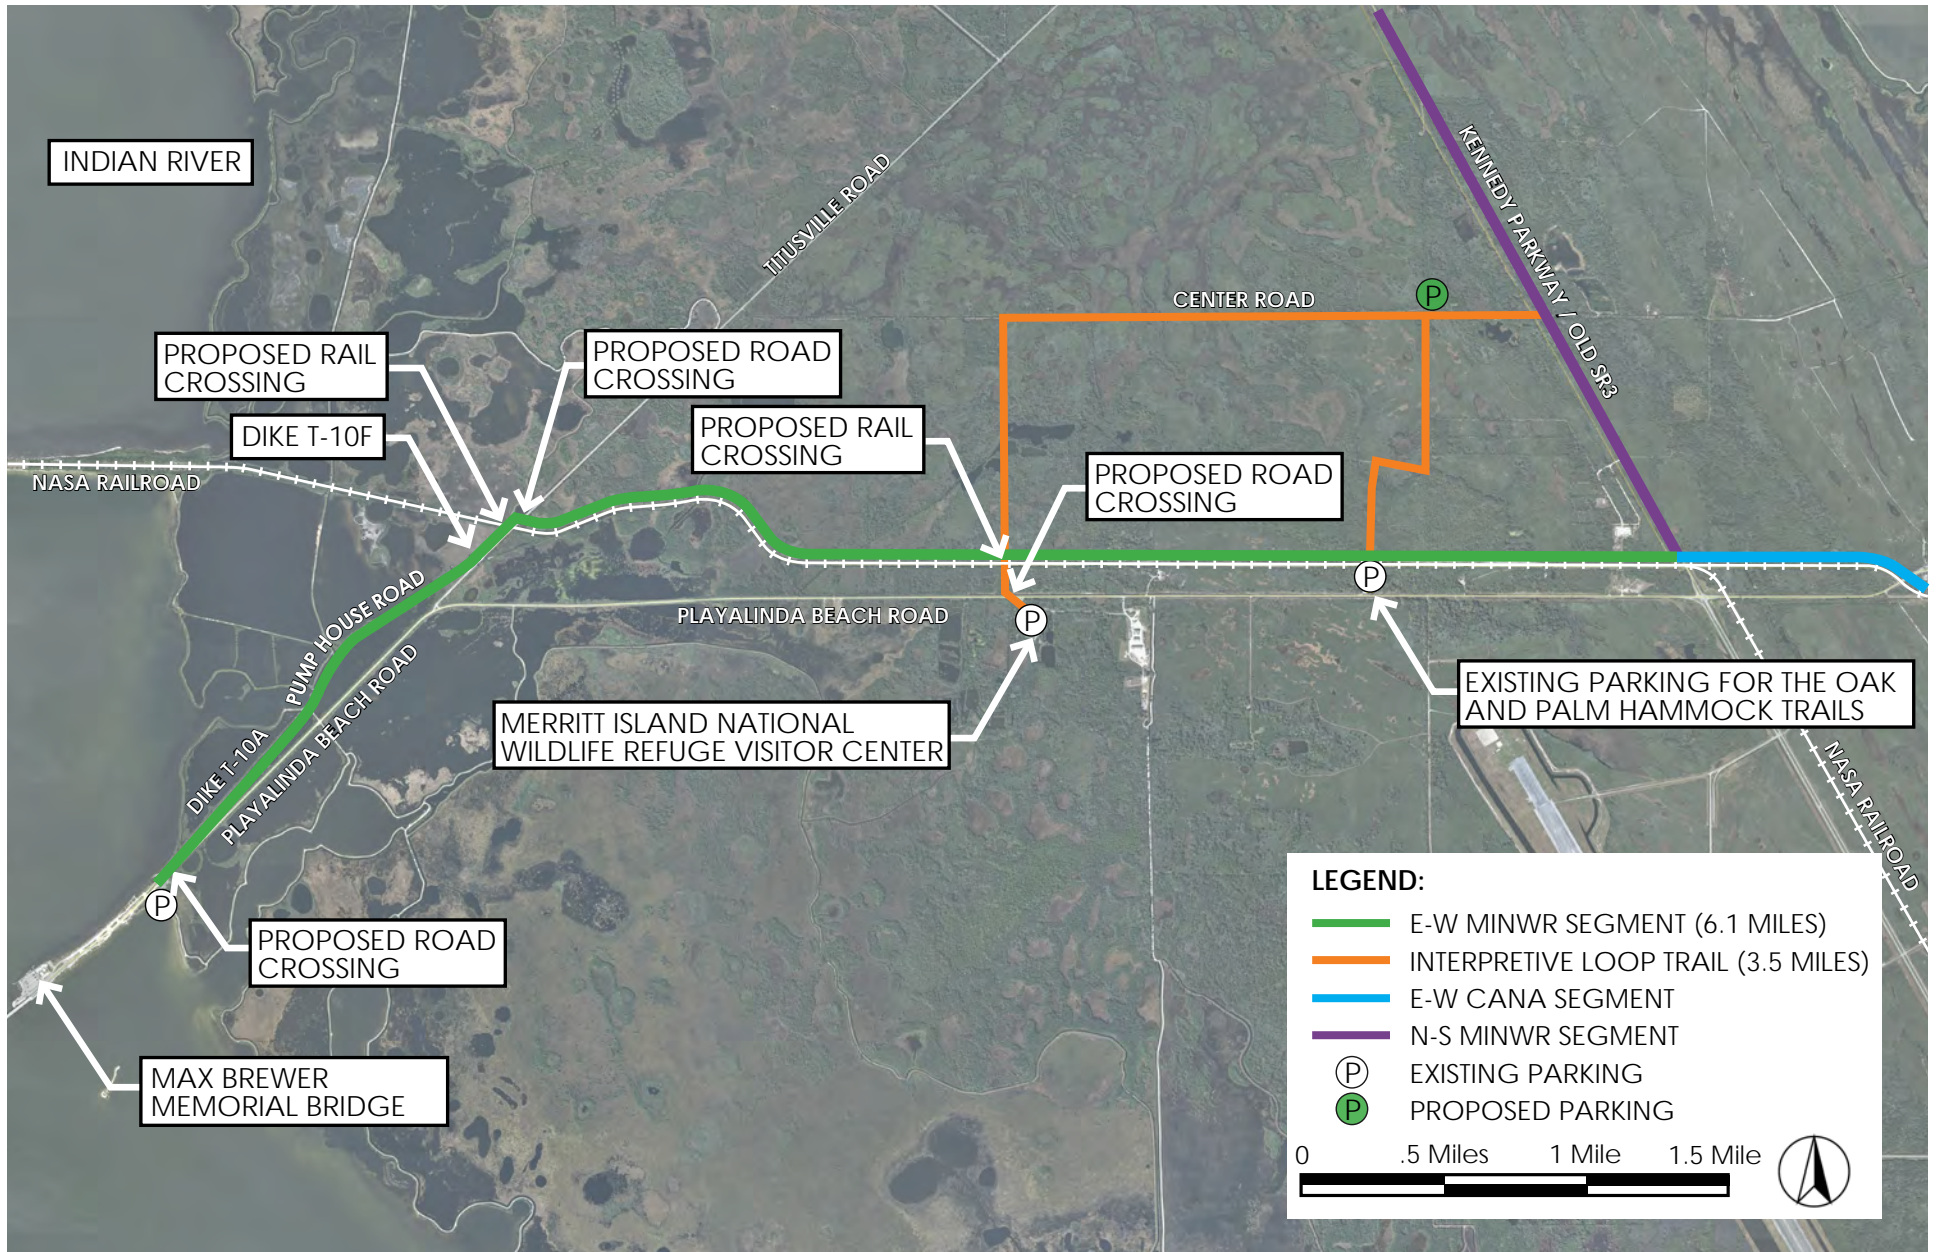 INDIAN RIVER
TITUSVILLE ROAD
KENNEDY PARKWAY / OLD SR3
CENTER ROAD
P
PROPOSED RAIL
CROSSING
PROPOSED ROAD
CROSSING
DIKE T-10F
PROPOSED RAIL
CROSSING
PROPOSED ROAD
CROSSING
NASA RAILROAD
PUMP HOUSE ROAD
PLAYALINDA BEACH ROAD
P
P
PLAYALINDA BEACH ROAD
DIKE T-10A
MERRITT ISLAND NATIONAL
WILDLIFE REFUGE VISITOR CENTER
EXISTING PARKING FOR THE OAK
AND PALM HAMMOCK TRAILS
NASA RAILROAD
P
PROPOSED ROAD
CROSSING
MAX BREWER
MEMORIAL BRIDGE
LEGEND:
E-W MINWR SEGMENT (6.1 MILES)
INTERPRETIVE LOOP TRAIL (3.5 MILES)
E-W CANA SEGMENT
N-S MINWR SEGMENT
P EXISTING PARKING
P PROPOSED PARKING
0 .5 Miles 1 Mile 1.5 Mile